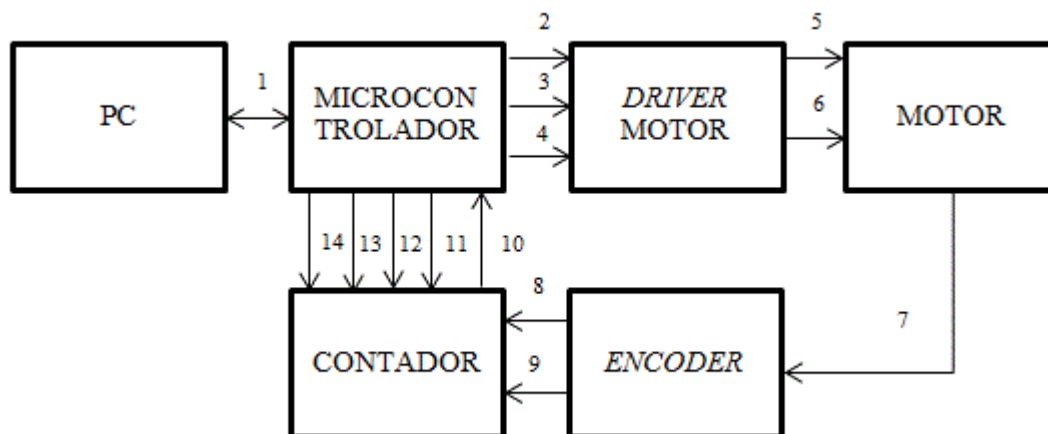 2
5
1
3
6
4
PC
MICROCON
TROLADOR
DRIVER
MOTOR
MOTOR
14
13
12
11
10
8
7
9
CONTADOR
ENCODER